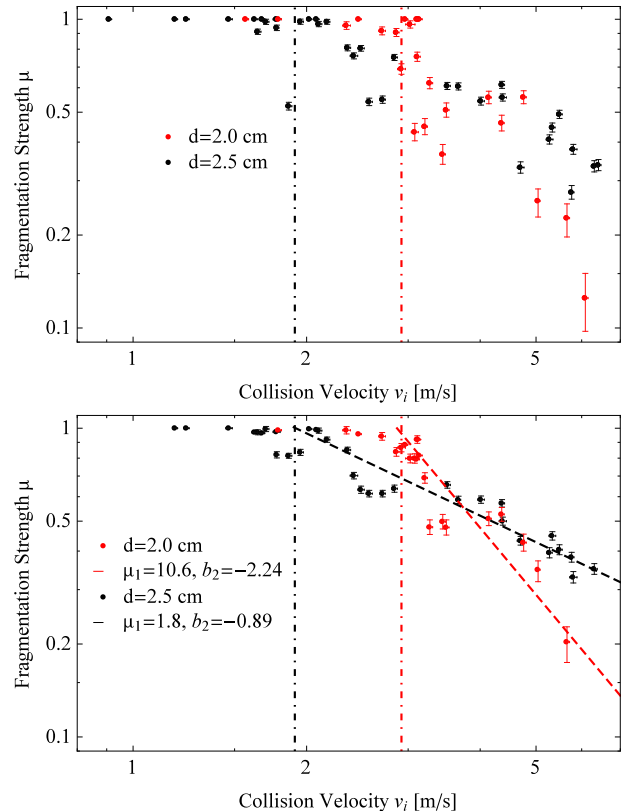 1
0.5
0.2
0.1
Fragmentation Strength μ
d=2.0 cm
d=2.5 cm
1
2
5
Collision Velocity v_i [m/s]
1
0.5
0.2
0.1
Fragmentation Strength μ
d=2.0 cm
μ₁=10.6, b₂=−2.24
d=2.5 cm
μ₁=1.8, b₂=−0.89
1
2
5
Collision Velocity v_i [m/s]